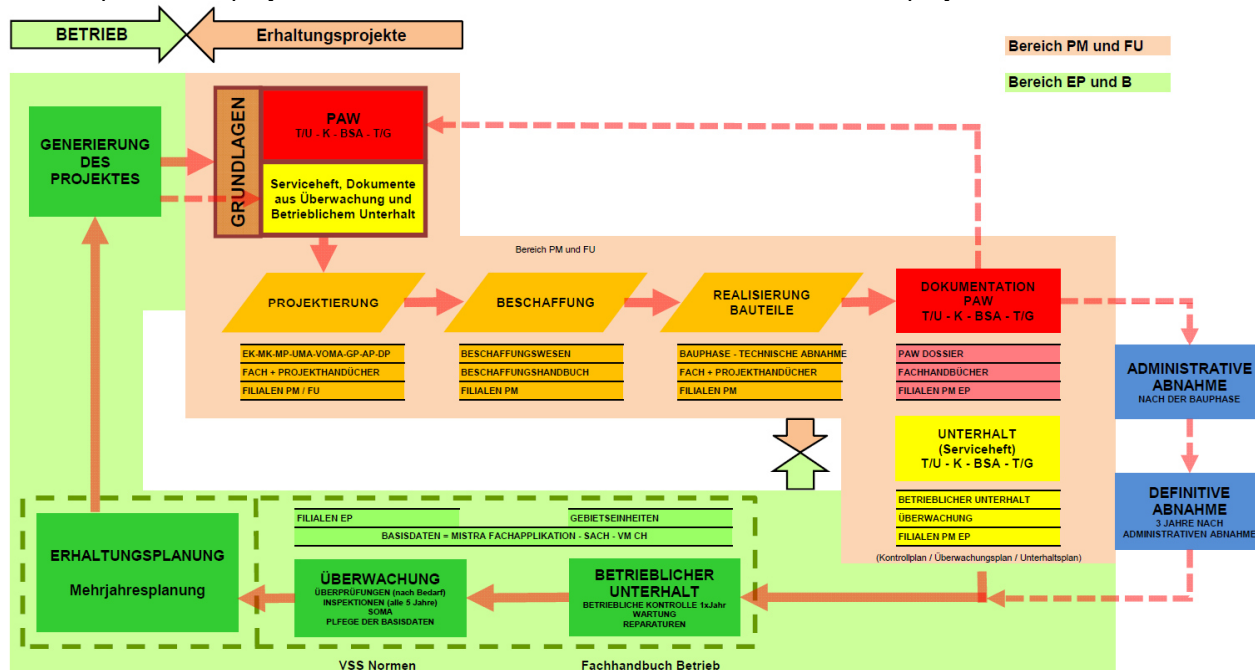 BETRIEB
Erhaltungsprojekte
Bereich PM und FU
Bereich EP und B
GENERIERUNG
DES
PROJEKTES
GRUNDLAGEN
PAW
T/U - K - BSA - T/G
Serviceheft, Dokumente
aus Überwachung und
Betrieblichem Unterhalt
Bereich PM und FU
PROJEKTIERUNG
BESCHAFFUNG
REALISIERUNG
BAUTEILE
DOKUMENTATION
PAW
T/U - K - BSA - T/G
EK-MK-MP-UMA-VOMA-GP-AP-DP
FACH + PROJEKTHANDÜCHER
FILIALEN PM / FU
BESCHAFFUNGSWESEN
BESCHAFFUNGSHANDBUCH
FILIALEN PM
BAUPHASE - TECHNISCHE ABNAHME
FACH + PROJEKTHANDÜCHER
FILIALEN PM
PAW DOSSIER
FACHHANDBÜCHER
FILIALEN PM EP
ADMINISTRATIVE
ABNAHME
NACH DER BAUPHASE
UNTERHALT
(Serviceheft)
T/U - K - BSA - T/G
BETRIEBLICHER UNTERHALT
ÜBERWACHUNG
FILIALEN PM EP
(Kontrollplan / Überwachungsplan / Unterhaltsplan)
DEFINITIVE
ABNAHME
3 JAHRE NACH
ADMINISTRATIVEN ABNAHME
FILIALEN EP
GEBIETSEINHEITEN
BASISDATEN = MISTRA FACHAPPLIKATION - SACH - VM CH
ERHALTUNGSPLANUNG
Mehrjahresplanung
ÜBERWACHUNG
ÜBERPRÜFUNGEN (nach Bedarf)
INSPEKTIONEN (alle 5 Jahre)
SOMA
PLFEGE DER BASISDATEN
BETRIEBLICHER
UNTERHALT
BETRIEBLICHE KONTROLLE 1xJahr
WARTUNG
REPARATUREN
VSS Normen
Fachhandbuch Betrieb